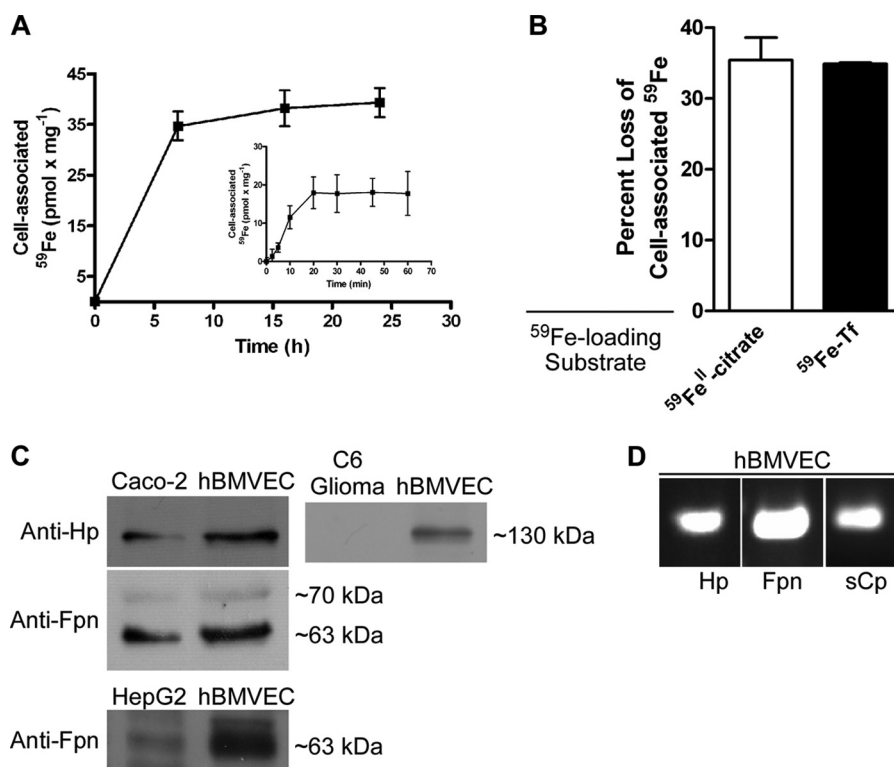 A
Cell-associated
⁵⁹Fe (pmol x mg⁻¹)
45
35
25
15
5
0
5
10
15
20
25
30
Time (h)
Cell-associated
⁵⁹Fe (pmol x mg⁻¹)
30
20
10
0
0
10
20
30
40
50
60
70
Time (min)
B
Percent Loss of
Cell-associated ⁵⁹Fe
40
30
20
10
0
⁵⁹Fe-loading
Substrate
⁵⁹Feᴵᴵ-citrate
⁵⁹Fe-Tf
C
Caco-2 hBMVEC
C6
Glioma hBMVEC
Anti-Hp
~130 kDa
Anti-Fpn
~70 kDa
~63 kDa
HepG2 hBMVEC
Anti-Fpn
~63 kDa
D
hBMVEC
Hp Fpn sCp